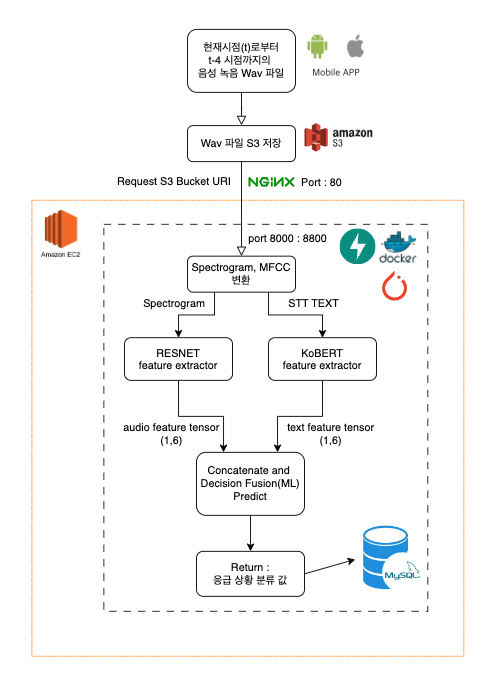 현재시점(t)로부터
t-4 시점까지의
음성 녹음 Wav 파일
Mobile APP
Wav 파일 S3 저장
amazon
S3
Request S3 Bucket URI
NGINX
Port : 80
Amazon EC2
port 8000 : 8800
docker
Spectrogram, MFCC
변환
Spectrogram
STT TEXT
RESNET
feature extractor
KoBERT
feature extractor
audio feature tensor
(1,6)
text feature tensor
(1,6)
Concatenate and
Decision Fusion(ML)
Predict
Return :
응급 상황 분류 값
MySQL